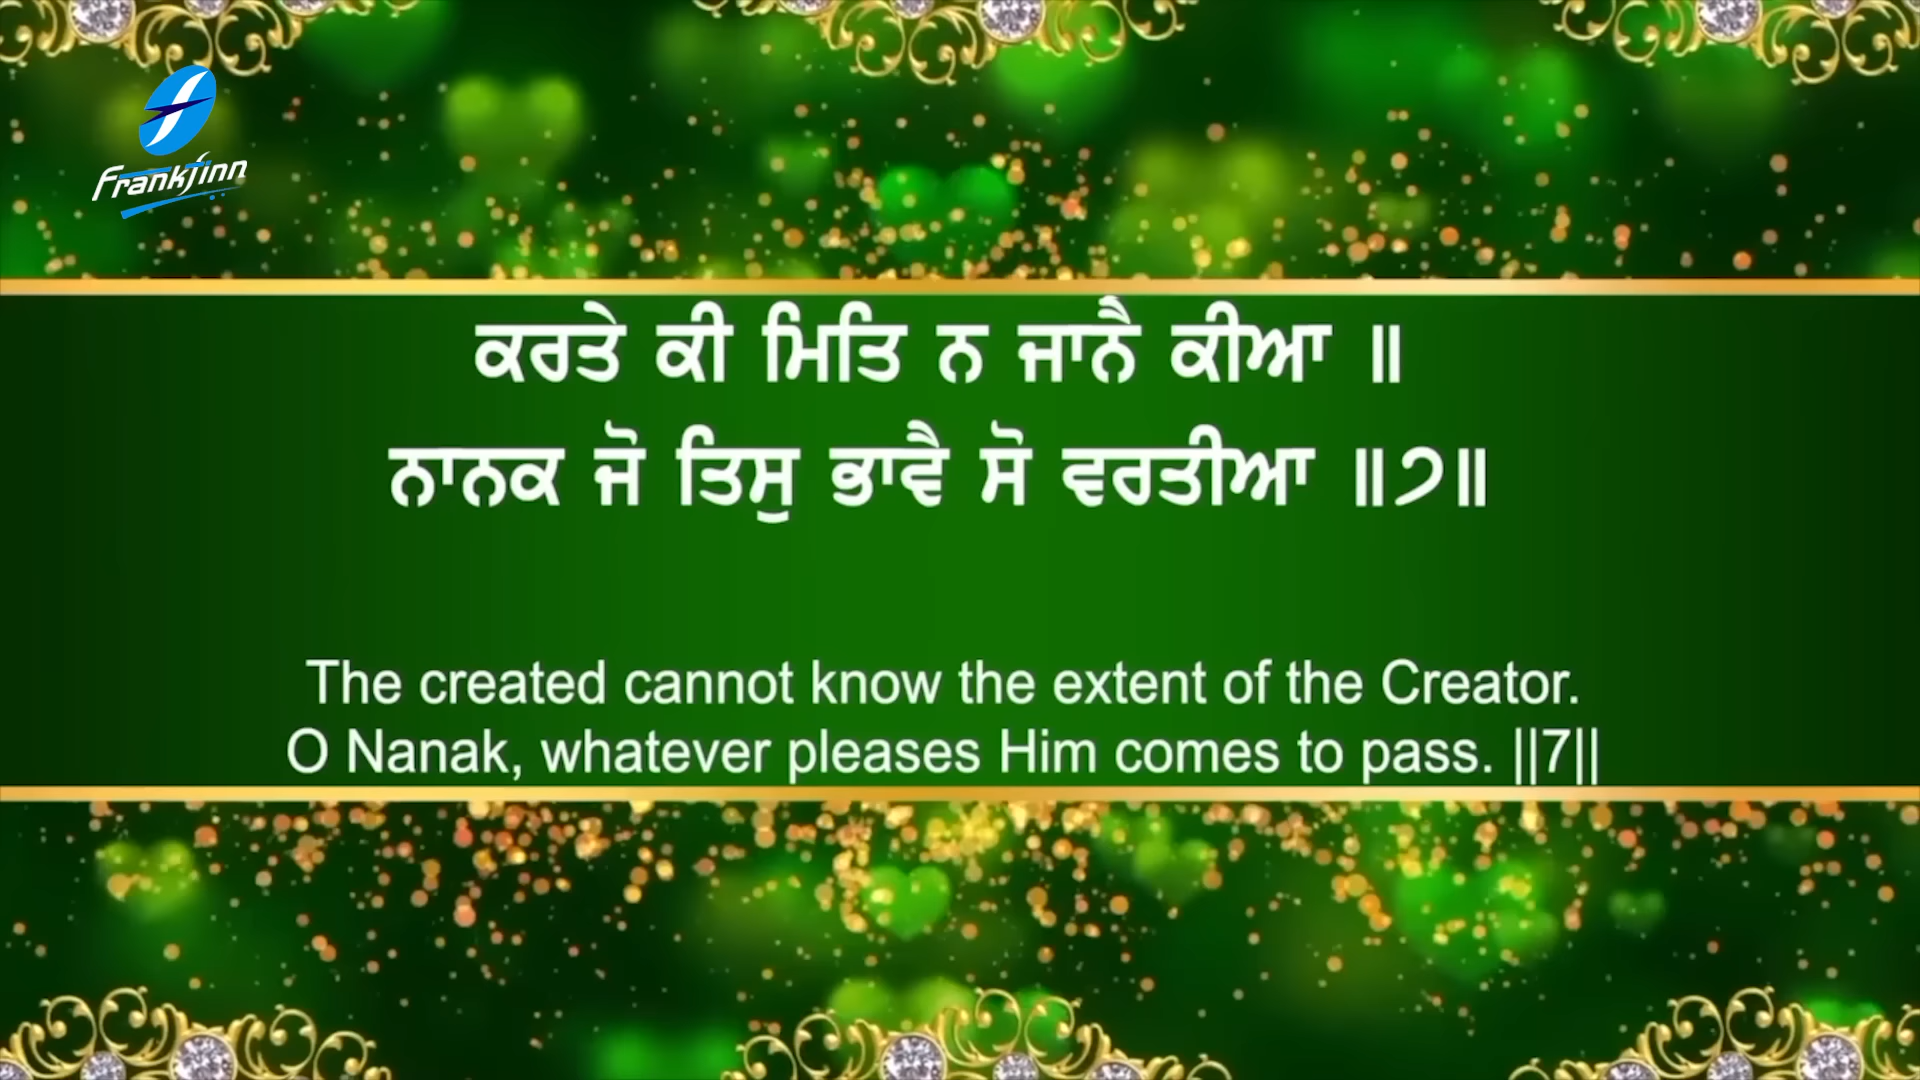 Frankfinn
ਕਰਤੇ ਕੀ ਮਿਤਿ ਨ ਜਾਨੈ ਕੀਆ ॥
ਨਾਨਕ ਜੋ ਤਿਸੁ ਭਾਵੈ ਸੋ ਵਰਤੀਆ ॥੭॥
The created cannot know the extent of the Creator.
O Nanak, whatever pleases Him comes to pass. ||7||